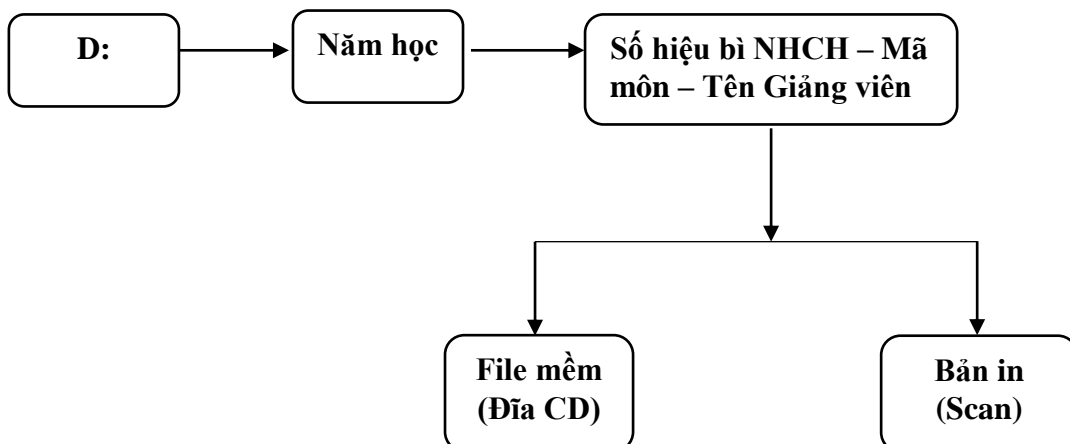 D:
Năm học
Số hiệu bì NHCH – Mã
môn – Tên Giảng viên
File mềm
(Đĩa CD)
Bản in
(Scan)